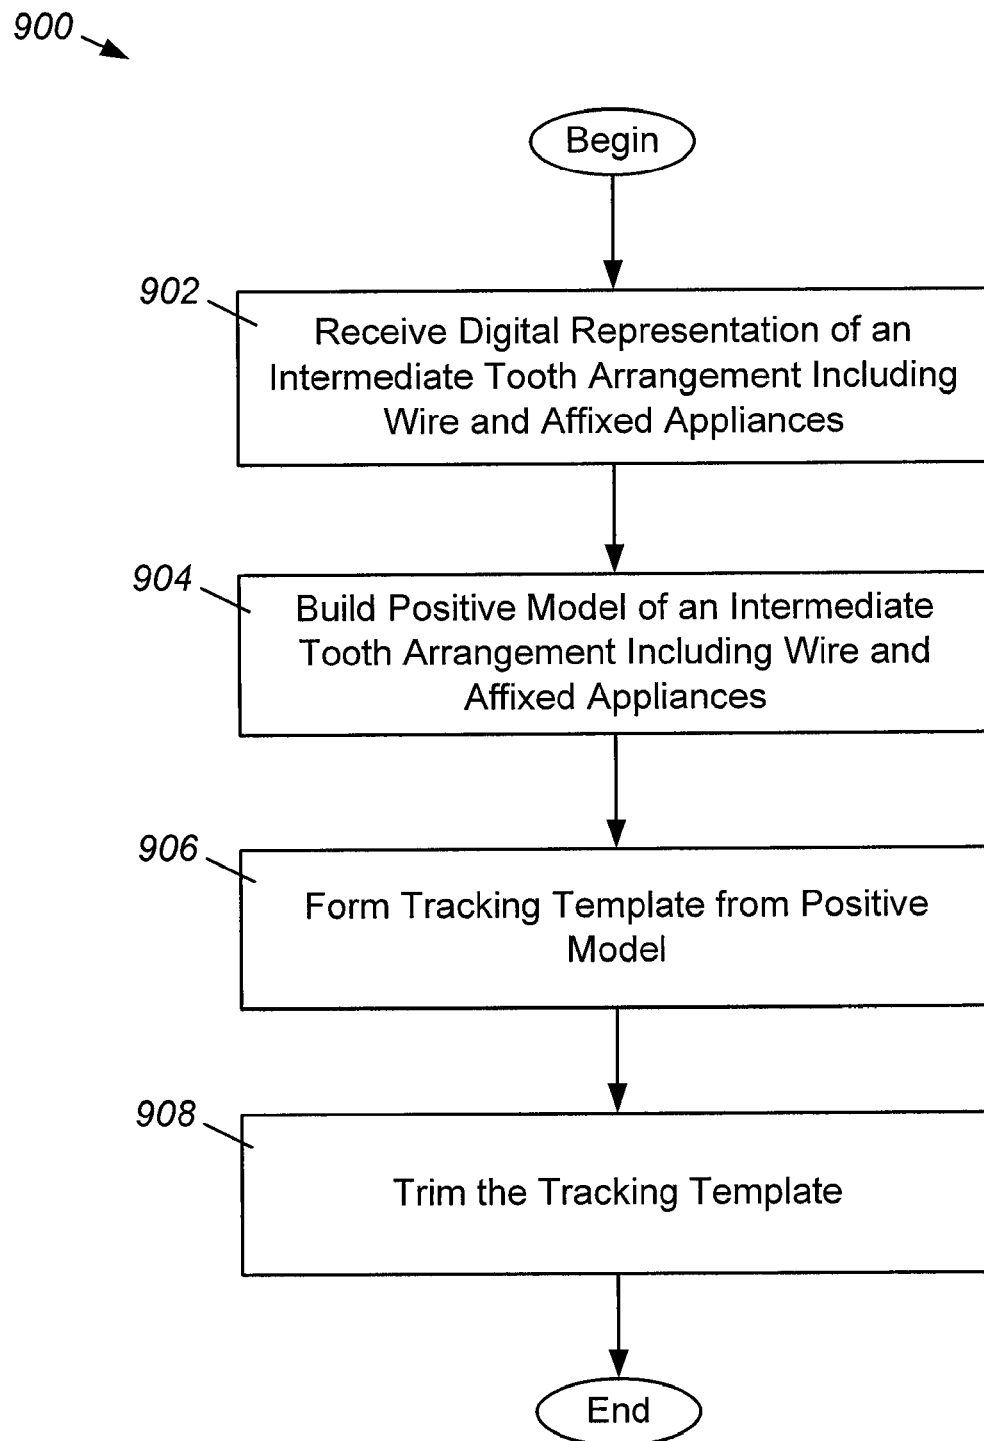 900
Begin
902
Receive Digital Representation of an
Intermediate Tooth Arrangement Including
Wire and Affixed Appliances
904
Build Positive Model of an Intermediate
Tooth Arrangement Including Wire and
Affixed Appliances
906
Form Tracking Template from Positive
Model
908
Trim the Tracking Template
End